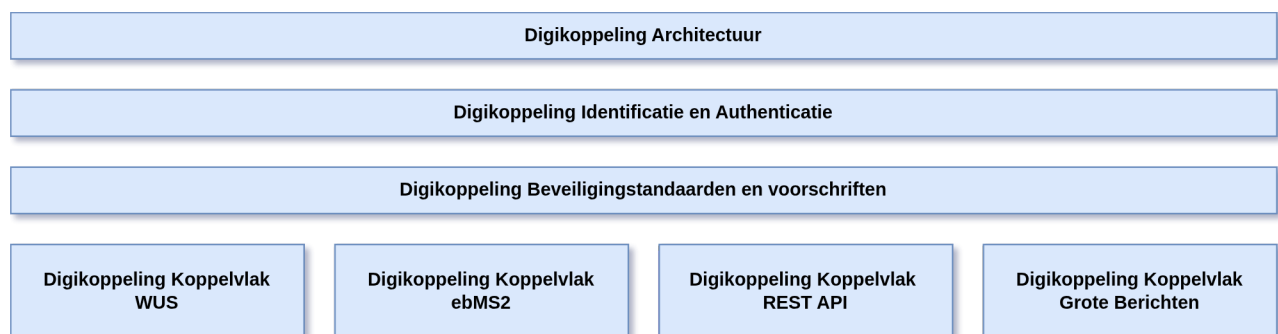 Digikoppeling Architectuur
Digikoppeling Identificatie en Authenticatie
Digikoppeling Beveiligingstandaarden en voorschriften
Digikoppeling Koppelvlak
WUS
Digikoppeling Koppelvlak
ebMS2
Digikoppeling Koppelvlak
REST API
Digikoppeling Koppelvlak
Grote Berichten